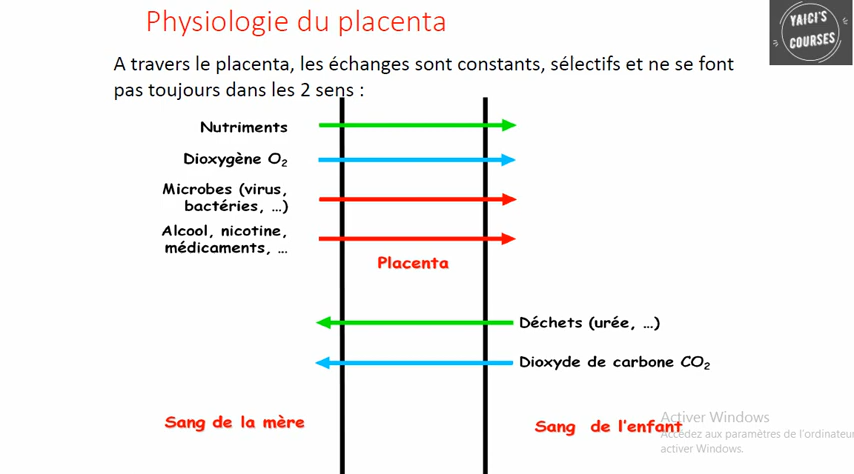 Physiologie du placenta
YAICI'S
COURSES
A travers le placenta, les échanges sont constants, sélectifs et ne se font
pas toujours dans les 2 sens :
Nutriments
Dioxygène O₂
Microbes (virus,
bactéries, ...)
Alcool, nicotine,
médicaments, ...
Placenta
Déchets (urée, ...)
Dioxyde de carbone CO₂
Sang de la mère
Sang de l'enfant
Activer Windows
Accédez aux paramètres de l'ordinateur
activer Windows.